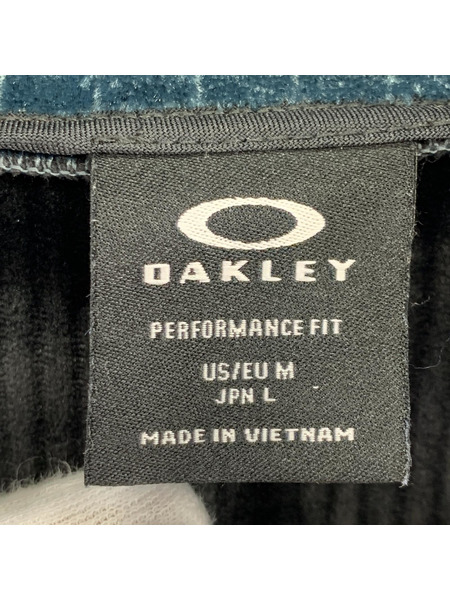 OAKLEY
PERFORMANCE FIT
US/EU M
JPN L
MADE IN VIETNAM